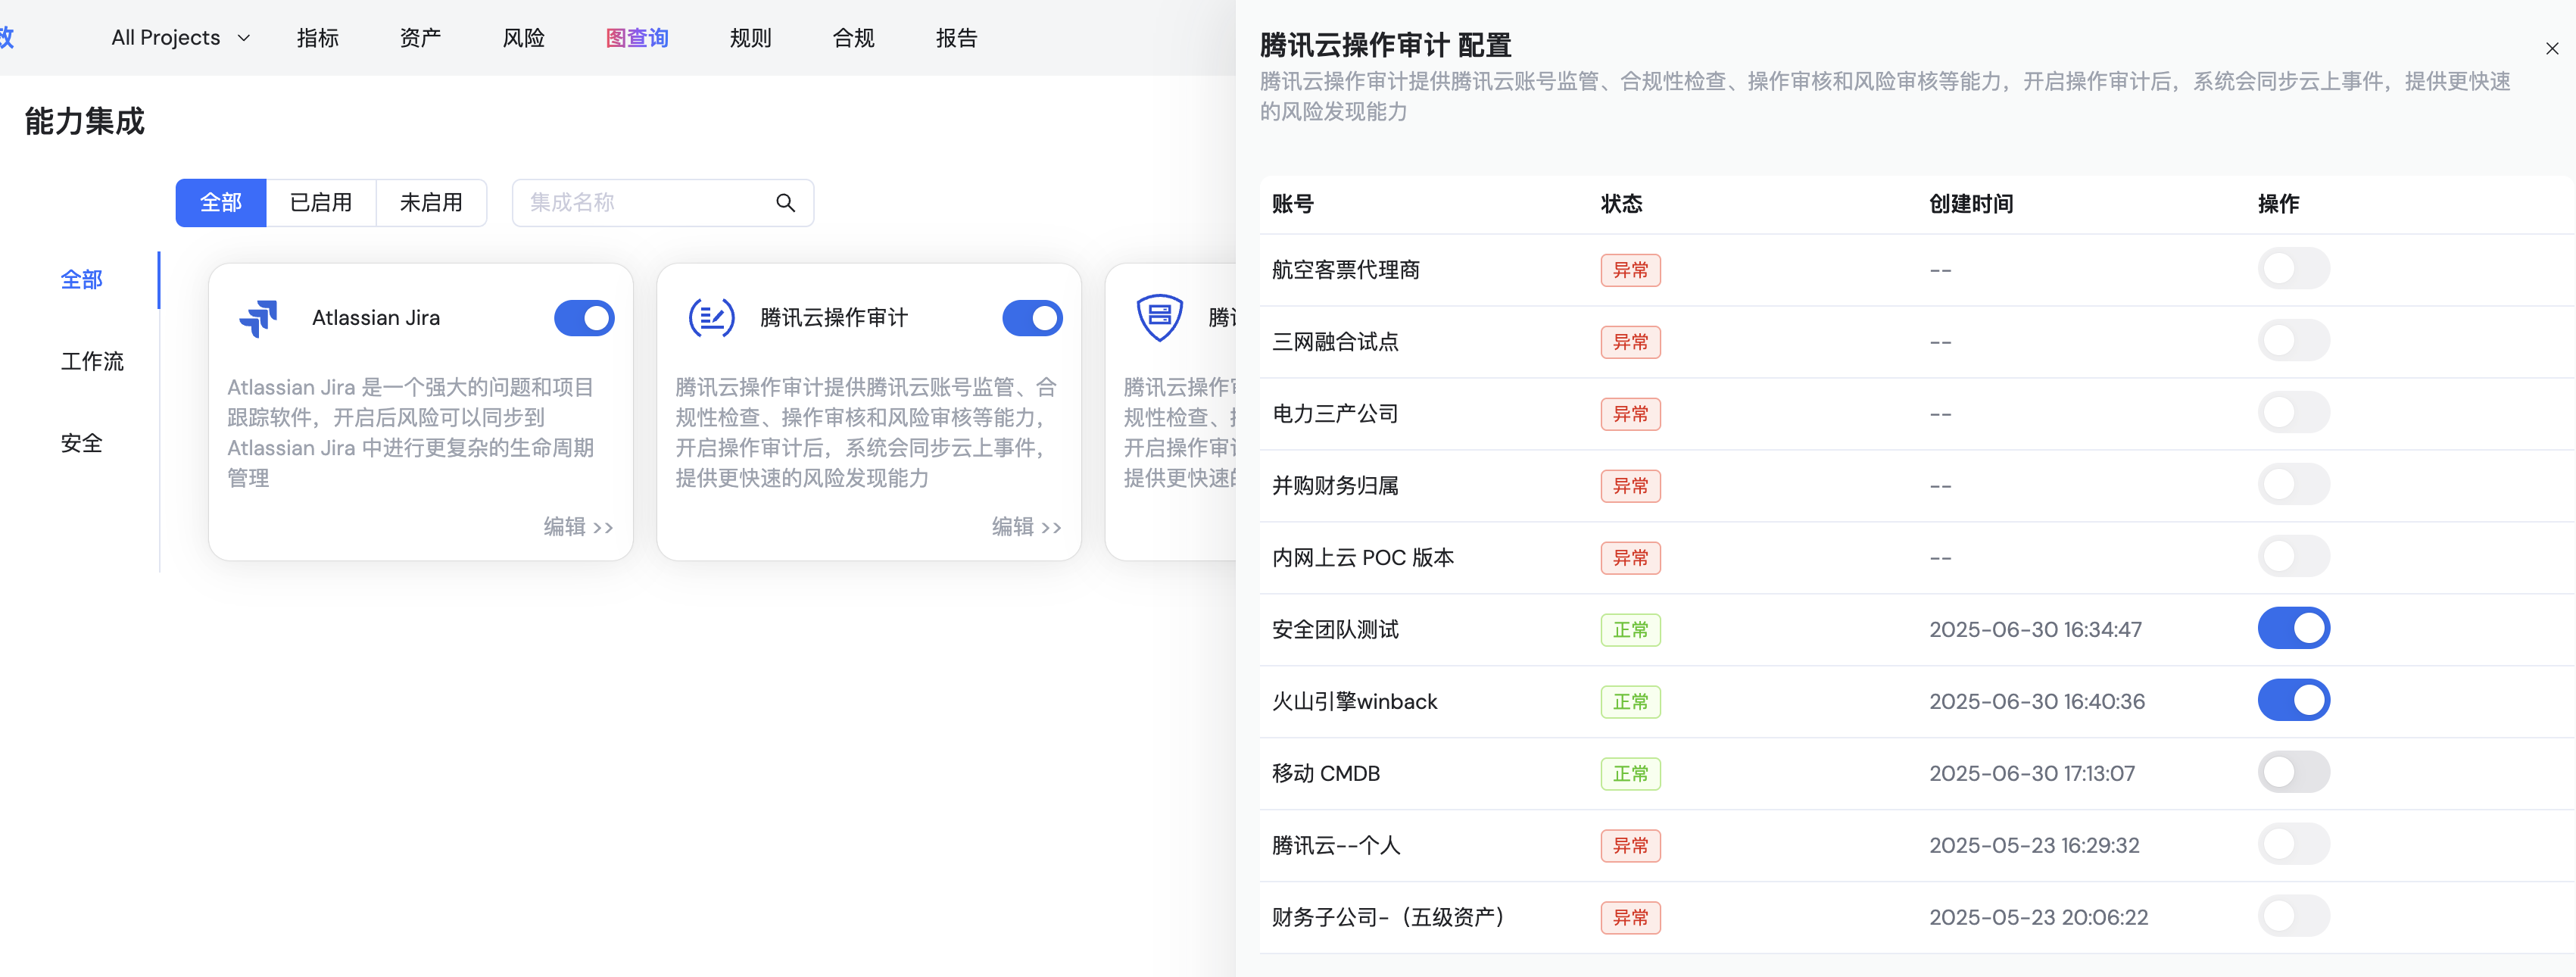 效
All Projects
指标
资产
风险
图查询
规则
合规
报告
能力集成
全部
已启用
未启用
集成名称
全部
工作流
安全
Atlassian Jira
Atlassian Jira 是一个强大的问题和项目
跟踪软件，开启后风险可以同步到
Atlassian Jira 中进行更复杂的生命周期
管理
编辑 >>
腾讯云操作审计
腾讯云操作审计提供腾讯云账号监管、合
规性检查、操作审核和风险审核等能力，
开启操作审计后，系统会同步云上事件，
提供更快速的风险发现能力
编辑 >>
腾
腾讯云操作
规性检查、
开启操作审
提供更快速
腾讯云操作审计 配置
腾讯云操作审计提供腾讯云账号监管、合规性检查、操作审核和风险审核等能力，开启操作审计后，系统会同步云上事件，提供更快速
的风险发现能力
账号 状态 创建时间 操作
航空客票代理商 异常 --
三网融合试点 异常 --
电力三产公司 异常 --
并购财务归属 异常 --
内网上云 POC 版本 异常 --
安全团队测试 正常 2025-06-30 16:34:47
火山引擎winback 正常 2025-06-30 16:40:36
移动 CMDB 正常 2025-06-30 17:13:07
腾讯云--个人 异常 2025-05-23 16:29:32
财务子公司-（五级资产） 异常 2025-05-23 20:06:22